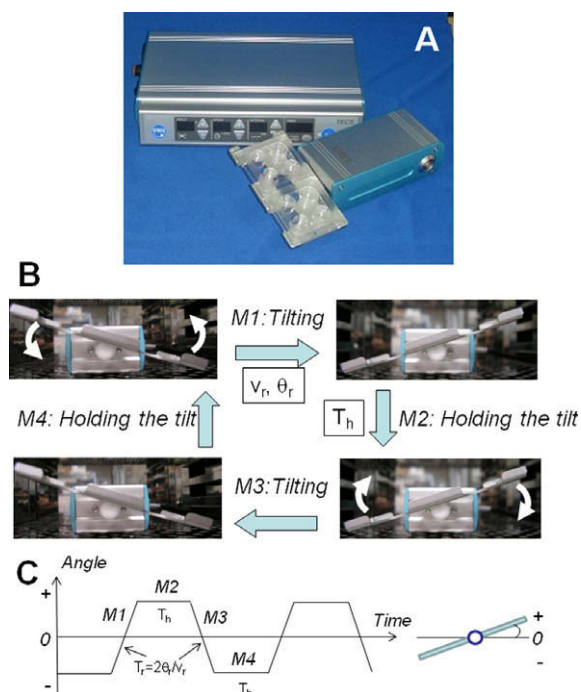 A
B
M1: Tilting
vr, θr
M4: Holding the tilt
Th
M2: Holding the tilt
M3: Tilting
C
Angle
+
M2
M1
Th
M3
Time
+
0
0
Tr=2θr/vr
M4
-
-
Th